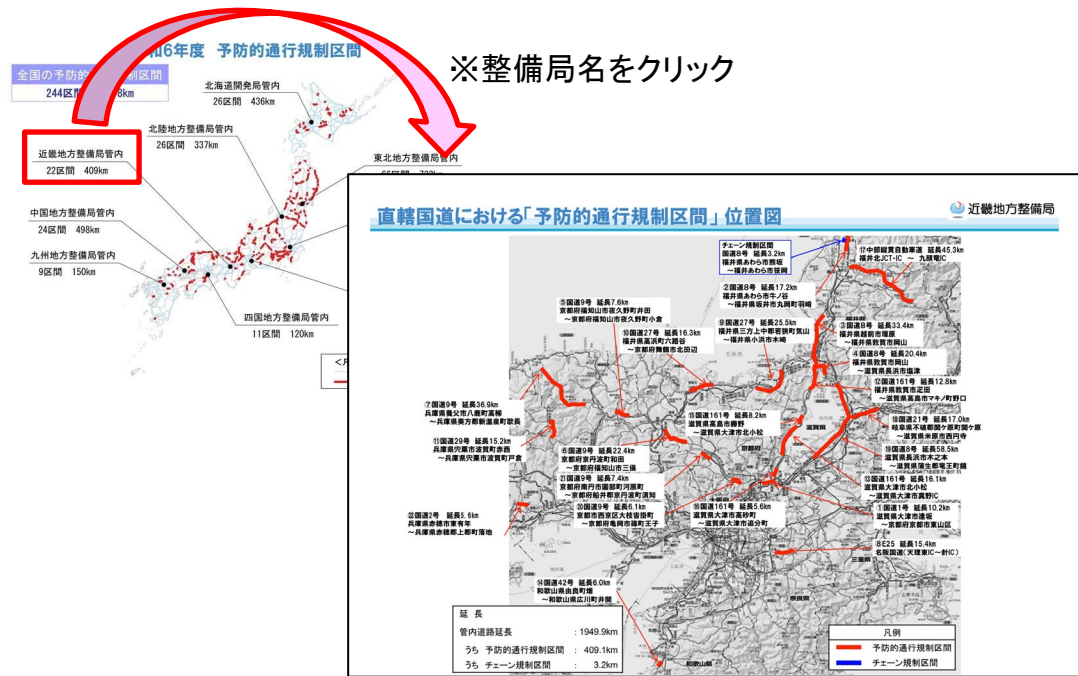 ※整備局名をクリック
和6年度 予防的通行規制区間
全国の予防的
制区間
244区間
8km
北海道開発局管内
26区間 436km
北陸地方整備局管内
26区間 337km
近畿地方整備局管内
22区間 409km
東北地方整備局管内
中国地方整備局管内
24区間 498km
九州地方整備局管内
9区間 150km
四国地方整備局管内
11区間 120km
直轄国道における「予防的通行規制区間」位置図
近畿地方整備局
チェーン規制区間
国道8号 延長3.2km
福井県あわら市熊坂
～福井あわら市笹岡
⑰中部縦貫自動車道 延長45.3km
福井北JCT・IC ～ 九頭竜IC
②国道8号 延長17.2km
福井県あわら市牛ノ谷
～福井県坂井市丸岡町羽崎
⑤国道9号 延長7.6km
京都府福知山市夜久野町井田
～京都府福知山市夜久野町小倉
⑩国道27号 延長16.3km
福井県高浜町六路谷
～京都府舞鶴市北田辺
⑨国道27号 延長25.5km
福井県三方上中郡若狭町気山
～福井県小浜市木崎
③国道8号 延長33.4km
福井県越前市塚原
～福井県敦賀市岡山
④国道8号 延長20.4km
福井県敦賀市岡山
～滋賀県長浜市塩津
⑫国道161号 延長12.8km
福井県敦賀市疋田
～滋賀県高島市マキノ町野口
⑦国道9号 延長36.9km
兵庫県養父市八鹿町高柳
～兵庫県美方郡新温泉町歌長
⑮国道161号 延長8.2km
滋賀県高島市勝野
～滋賀県大津市北小松
⑱国道21号 延長17.0km
岐阜県不破郡関ケ原町関ケ原
～滋賀県米原市西円寺
⑪国道29号 延長15.2km
兵庫県宍粟市波賀町赤西
～兵庫県宍粟市波賀町戸倉
⑥国道9号 延長22.4km
京都府京丹波町和田
～京都府福知山市三俣
⑲国道8号 延長58.5km
滋賀県長浜市木之本
～滋賀県蒲生郡竜王町鏡
㉑国道9号 延長7.4km
京都府南丹市園部町河原町
～京都府船井郡京丹波町須知
⑬国道161号 延長16.1km
滋賀県大津市北小松
～滋賀県大津市真野IC
㉒国道2号 延長5.6km
兵庫県赤穂市東有年
～兵庫県赤穂郡上郡町落地
⑳国道9号 延長6.1km
京都市西京区大枝沓掛町
～京都府亀岡市篠町王子
⑯国道161号 延長5.6km
滋賀県大津市高砂町
～滋賀県大津市追分町
①国道1号 延長10.2km
滋賀県大津市逢坂
～京都府京都市東山区
⑧E25 延長15.4km
名阪国道(天理東IC～針IC)
⑭国道42号 延長6.0km
和歌山県由良町畑
～和歌山県広川町井関
京都府
滋賀県
三重県
奈良県
和歌山県
延 長
管内道路延長 : 1949.9km
うち 予防的通行規制区間 : 409.1km
うち チェーン規制区間 : 3.2km
凡例
予防的通行規制区間
チェーン規制区間